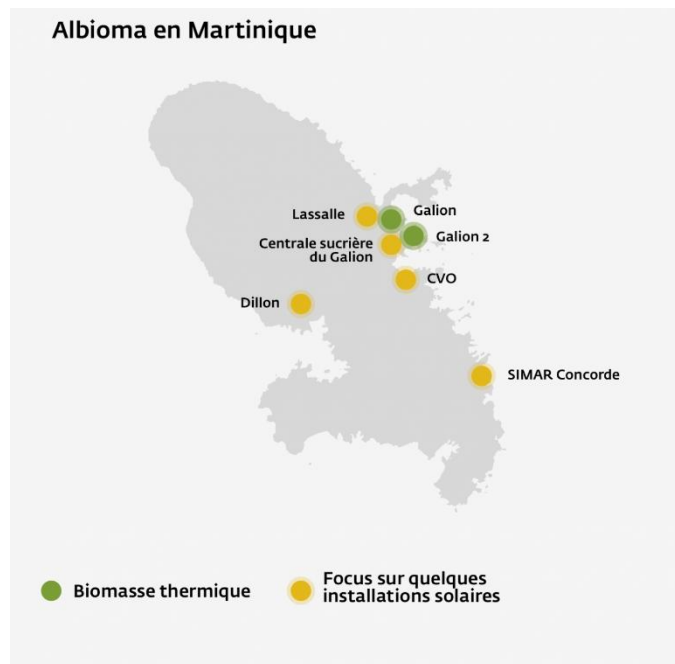 Albioma en Martinique
Lassalle
Galion
Galion 2
Centrale sucrière
du Galion
CVO
Dillon
SIMAR Concorde
Biomasse thermique
Focus sur quelques
installations solaires